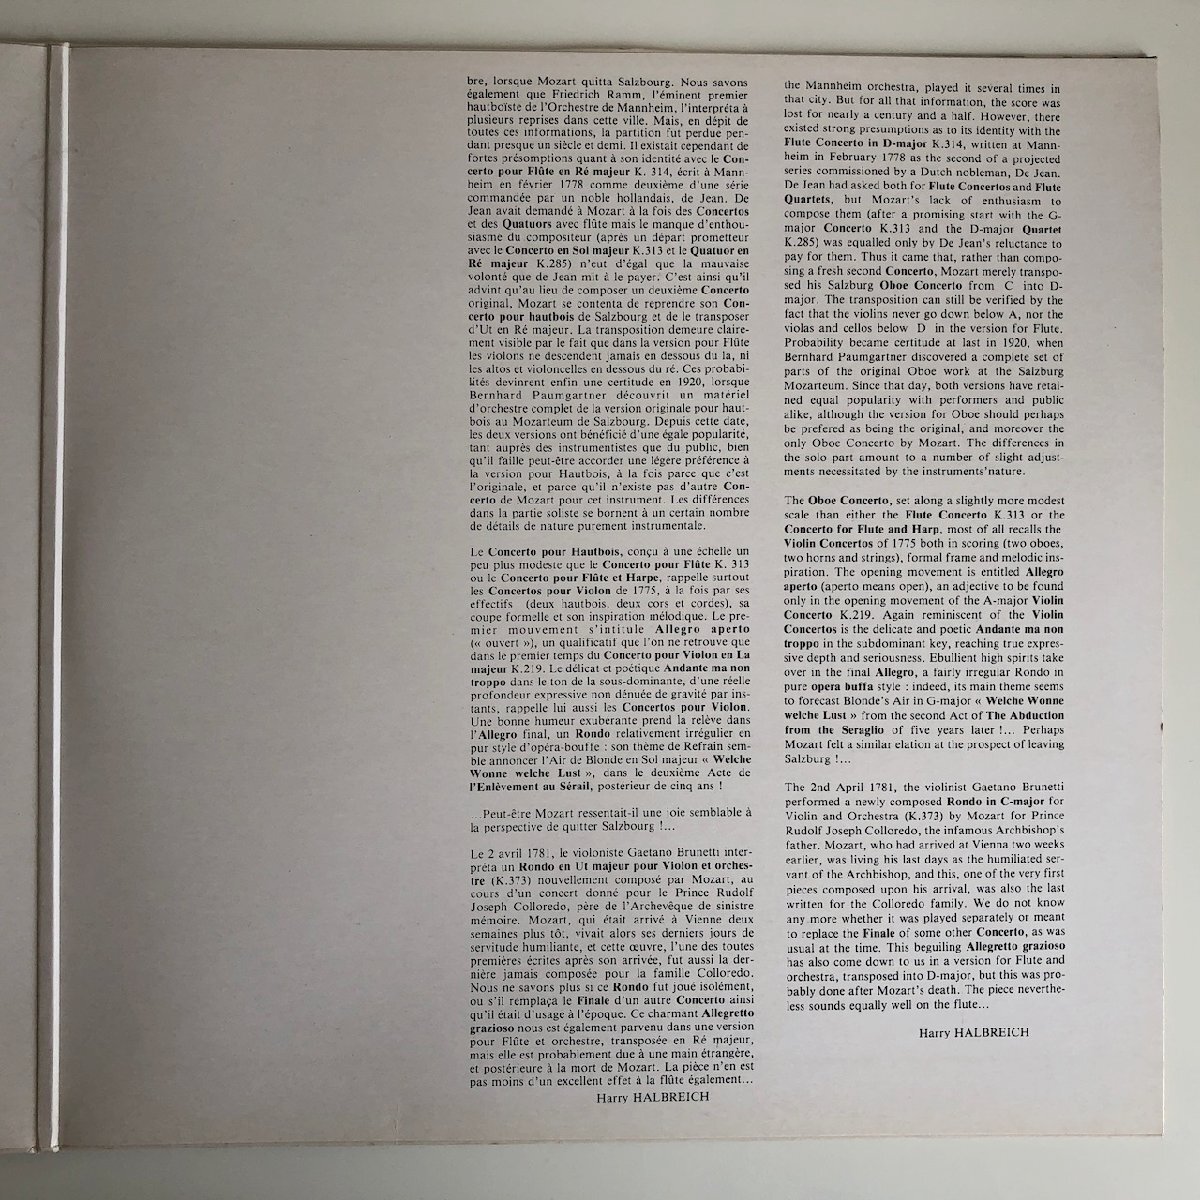 bre, lorsque Mozart quitta Salzbourg. Nous savons
également que Friedrich Ramm, l'éminent premier
hautboïste de l'Orchestre de Mannheim, l'interpréta à
plusieurs reprises dans cette ville. Mais, en dépit de
toutes ces informations, la partition fut perdue pen-
dant presque un siècle et demi. Il existait cependant de
fortes présomptions quant à son identité avec le Con-
certo pour Flûte en Ré majeur K. 314, écrit à Mann-
heim en février 1778 comme deuxième d'une série
commandée par un noble hollandais, de Jean. De
Jean avait demandé à Mozart à la fois des Concertos
et des Quatuors avec flûte mais le manque d'enthou-
siasme du compositeur (après un départ prometteur
avec le Concerto en Sol majeur K.313 et le Quatuor en
Ré majeur K.285) n'eut d'égal que la mauvaise
volonté que de Jean mit à le payer. C'est ainsi qu'il
advint qu'au lieu de composer un deuxième Concerto
original, Mozart se contenta de reprendre son Con-
certo pour hautbois de Salzbourg et de le transposer
d'Ut en Ré majeur. La transposition demeure claire-
ment visible par le fait que dans la version pour Flûte
les violons ne descendent jamais en dessous du la, ni
les altos et violoncelles en dessous du ré. Ces probabi-
lités devinrent enfin une certitude en 1920, lorsque
Bernhard Paumgartner découvrit un matériel
d'orchestre complet de la version originale pour haut-
bois au Mozarteum de Salzbourg. Depuis cette date,
les deux versions ont bénéficié d'une égale popularité,
tant auprès des instrumentistes que du public, bien
qu'il faille peut-être accorder une légère préférence à
la version pour Hautbois, à la fois parce que c'est
l'originale, et parce qu'il n'existe pas d'autre Con-
certo de Mozart pour cet instrument. Les différences
dans la partie soliste se bornent à un certain nombre
de détails de nature purement instrumentale.
Le Concerto pour Hautbois, conçu à une échelle un
peu plus modeste que le Concerto pour Flûte K. 313
ou le Concerto pour Flûte et Harpe, rappelle surtout
les Concertos pour Violon de 1775, à la fois par ses
effectifs (deux hautbois, deux cors et cordes), sa
coupe formelle et son inspiration mélodique. Le pre-
mier mouvement s'intitule Allegro aperto
(« ouvert »), un qualificatif que l'on ne retrouve que
dans le premier temps du Concerto pour Violon en La
majeur K.219. Le délicat et poétique Andante ma non
troppo dans le ton de la sous-dominante, d'une réelle
profondeur expressive non dénuée de gravité par ins-
tants, rappelle lui aussi les Concertos pour Violon.
Une bonne humeur exubérante prend la relève dans
l'Allegro final, un Rondo relativement irrégulier en
pur style d'opéra-bouffe : son thème de Refrain sem-
ble annoncer l'Air de Blonde en Sol majeur « Welche
Wonne welche Lust », dans le deuxième Acte de
l'Enlèvement au Sérail, postérieur de cinq ans !
...Peut-être Mozart ressentait-il une joie semblable à
la perspective de quitter Salzbourg !...
Le 2 avril 1781, le violoniste Gaetano Brunetti inter-
préta un Rondo en Ut majeur pour Violon et orches-
tre (K.373) nouvellement composé par Mozart, au
cours d'un concert donné pour le Prince Rudolf
Joseph Colloredo, père de l'Archevêque de sinistre
mémoire. Mozart, qui était arrivé à Vienne deux
semaines plus tôt, vivait alors ses derniers jours de
servitude humiliante, et cette œuvre, l'une des toutes
premières écrites après son arrivée, fut aussi la der-
nière jamais composée pour la famille Colloredo.
Nous ne savons plus si ce Rondo fut joué isolément,
ou s'il remplaça le Finale d'un autre Concerto ainsi
qu'il était d'usage à l'époque. Ce charmant Allegretto
grazioso nous est également parvenu dans une version
pour Flûte et orchestre, transposée en Ré majeur,
mais elle est probablement due à une main étrangère,
et postérieure à la mort de Mozart. La pièce n'en est
pas moins d'un excellent effet à la flûte également...
Harry HALBREICH
the Mannheim orchestra, played it several times in
that city. But for all that information, the score was
lost for nearly a century and a half. However, there
existed strong presumptions as to its identity with the
Flute Concerto in D-major K.314, written at Mann-
heim in February 1778 as the second of a projected
series commissioned by a Dutch nobleman, De Jean.
De Jean had asked both for Flute Concertos and Flute
Quartets, but Mozart's lack of enthusiasm to
compose them (after a promising start with the G-
major Concerto K.313 and the D-major Quartet
K.285) was equalled only by De Jean's reluctance to
pay for them. Thus it came that, rather than compo-
sing a fresh second Concerto, Mozart merely transpo-
sed his Salzburg Oboe Concerto from C into D-
major. The transposition can still be verified by the
fact that the violins never go down below A, nor the
violas and cellos below D in the version for Flute.
Probability became certitude at last in 1920, when
Bernhard Paumgartner discovered a complete set of
parts of the original Oboe work at the Salzburg
Mozarteum. Since that day, both versions have retai-
ned equal popularity with performers and public
alike, although the version for Oboe should perhaps
be prefered as being the original, and moreover the
only Oboe Concerto by Mozart. The differences in
the solo part amount to a number of slight adjust-
ments necessitated by the instruments'nature.
The Oboe Concerto, set along a slightly more modest
scale than either the Flute Concerto K.313 or the
Concerto for Flute and Harp, most of all recalls the
Violin Concertos of 1775 both in scoring (two oboes,
two horns and strings), formal frame and melodic ins-
piration. The opening movement is entitled Allegro
aperto (aperto means open), an adjective to be found
only in the opening movement of the A-major Violin
Concerto K.219. Again reminiscent of the Violin
Concertos is the delicate and poetic Andante ma non
troppo in the subdominant key, reaching true expres-
sive depth and seriousness. Ebullient high spirits take
over in the final Allegro, a fairly irregular Rondo in
pure opera buffa style : indeed, its main theme seems
to forecast Blonde's Air in G-major « Welche Wonne
welche Lust » from the second Act of The Abduction
from the Seraglio of five years later !... Perhaps
Mozart felt a similar elation at the prospect of leaving
Salzburg !...
The 2nd April 1781, the violinist Gaetano Brunetti
performed a newly composed Rondo in C-major for
Violin and Orchestra (K.373) by Mozart for Prince
Rudolf Joseph Colloredo, the infamous Archbishop's
father. Mozart, who had arrived at Vienna two weeks
earlier, was living his last days as the humiliated ser-
vant of the Archbishop, and this, one of the very first
pieces composed upon his arrival, was also the last
written for the Colloredo family. We do not know
any more whether it was played separately or meant
to replace the Finale of some other Concerto, as was
usual at the time. This beguiling Allegretto grazioso
has also come down to us in a version for Flute and
orchestra, transposed into D-major, but this was pro-
bably done after Mozart's death. The piece neverthe-
less sounds equally well on the flute...
Harry HALBREICH